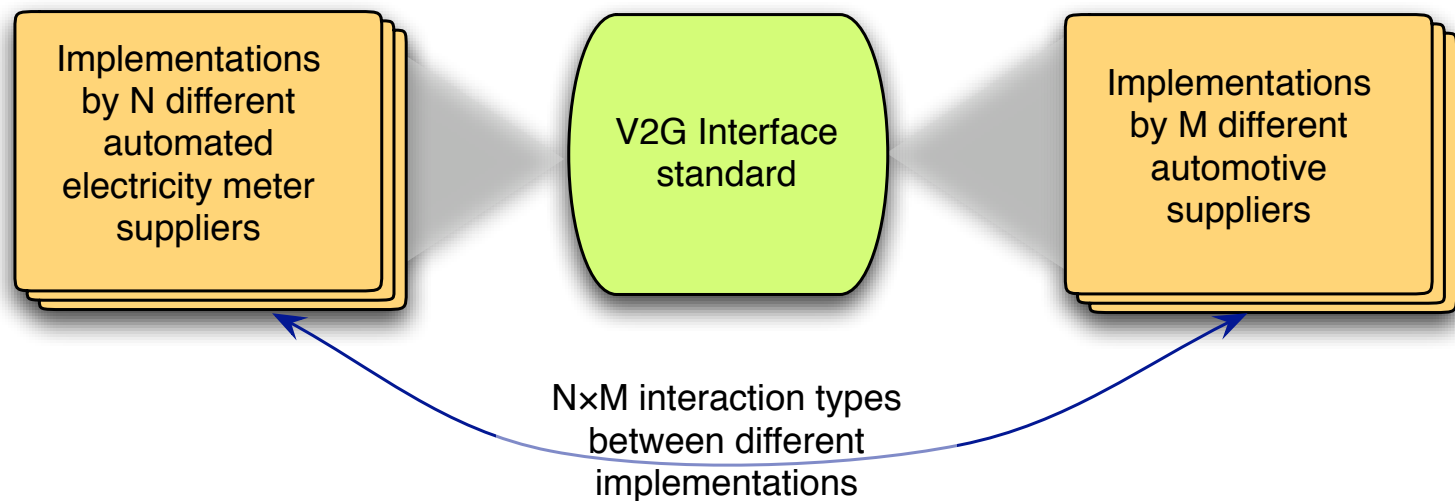 Implementations
by N different
automated
electricity meter
suppliers
V2G Interface
standard
Implementations
by M different
automotive
suppliers
N×M interaction types
between different
implementations